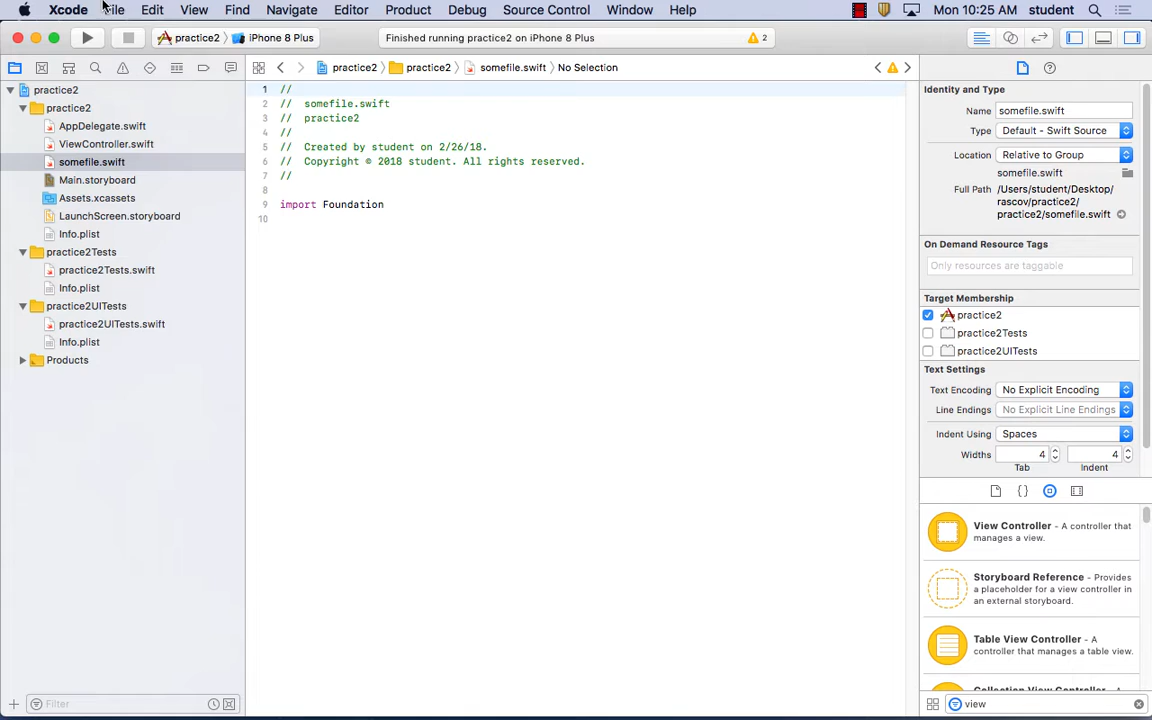 Xcode File Edit View Find Navigate Editor Product Debug Source Control Window Help Mon 10:25 AM student
practice2 iPhone 8 Plus Finished running practice2 on iPhone 8 Plus 2
practice2 practice2 somefile.swift No Selection
practice2
practice2
AppDelegate.swift
ViewController.swift
somefile.swift
Main.storyboard
Assets.xcassets
LaunchScreen.storyboard
Info.plist
practice2Tests
practice2Tests.swift
Info.plist
practice2UITests
practice2UITests.swift
Info.plist
Products
Filter
1 //
2 // somefile.swift
3 // practice2
4 //
5 // Created by student on 2/26/18.
6 // Copyright © 2018 student. All rights reserved.
7 //
8
9 import Foundation
10
Identity and Type
Name somefile.swift
Type Default - Swift Source
Location Relative to Group
somefile.swift
Full Path /Users/student/Desktop/
rascov/practice2/
practice2/somefile.swift
On Demand Resource Tags
Only resources are taggable
Target Membership
practice2
practice2Tests
practice2UITests
Text Settings
Text Encoding No Explicit Encoding
Line Endings No Explicit Line Endings
Indent Using Spaces
Widths 4 4
Tab Indent
{}
View Controller - A controller that
manages a view.
Storyboard Reference - Provides
a placeholder for a view controller in
an external storyboard.
Table View Controller - A
controller that manages a table view.
Collection View Controller - A
view